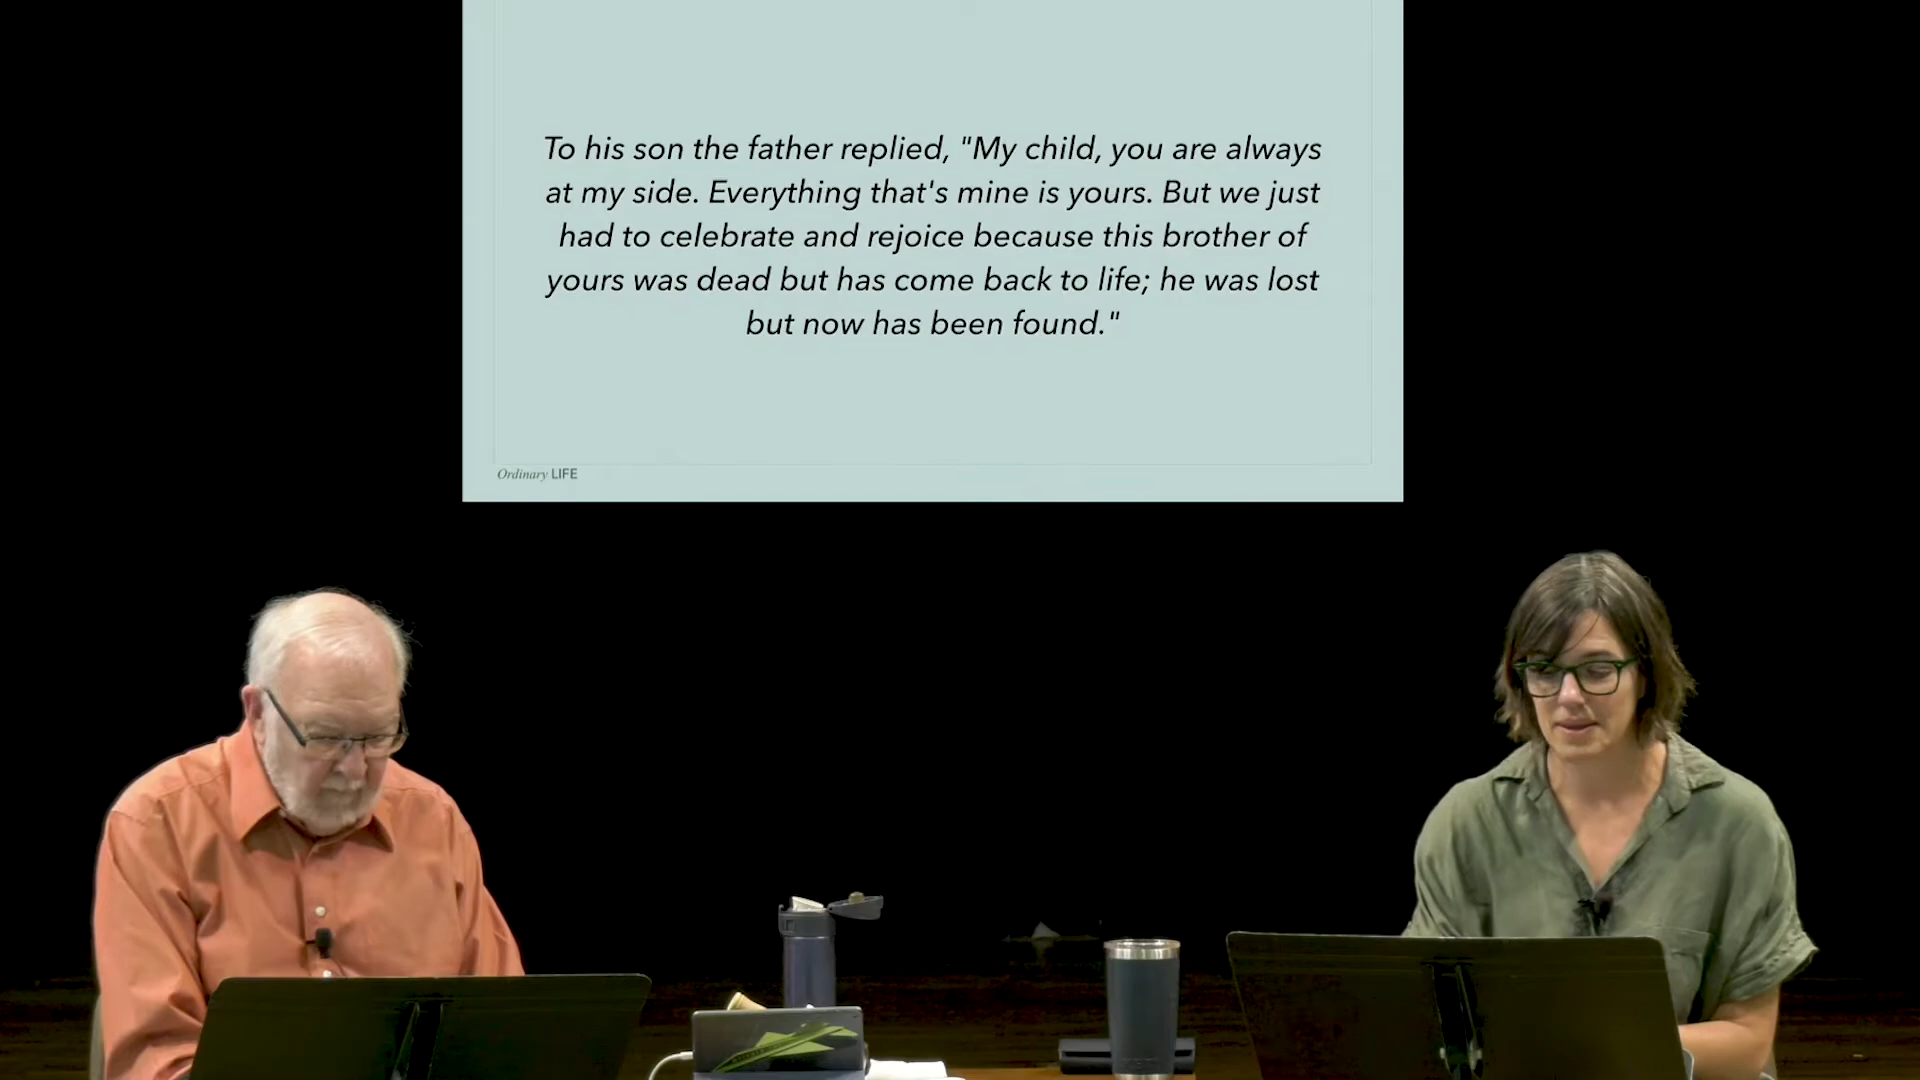 To his son the father replied, "My child, you are always
at my side. Everything that's mine is yours. But we just
had to celebrate and rejoice because this brother of
yours was dead but has come back to life; he was lost
but now has been found."
Ordinary LIFE